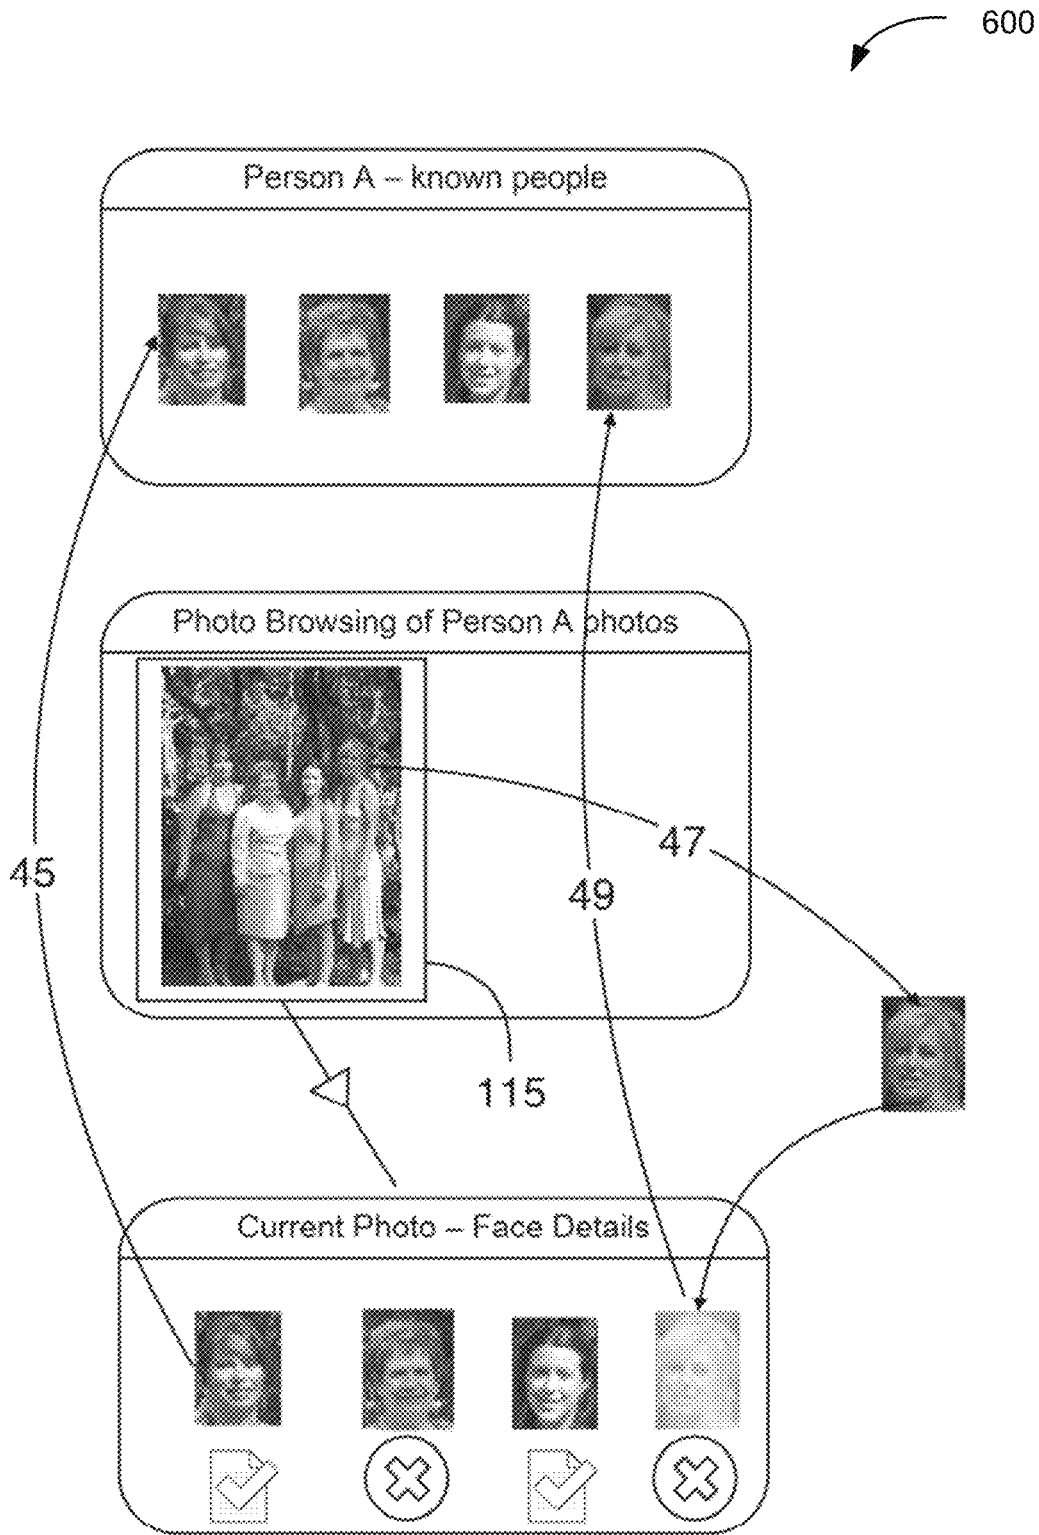 600
Person A – known people
Photo Browsing of Person A photos
47
45
49
115
Current Photo – Face Details